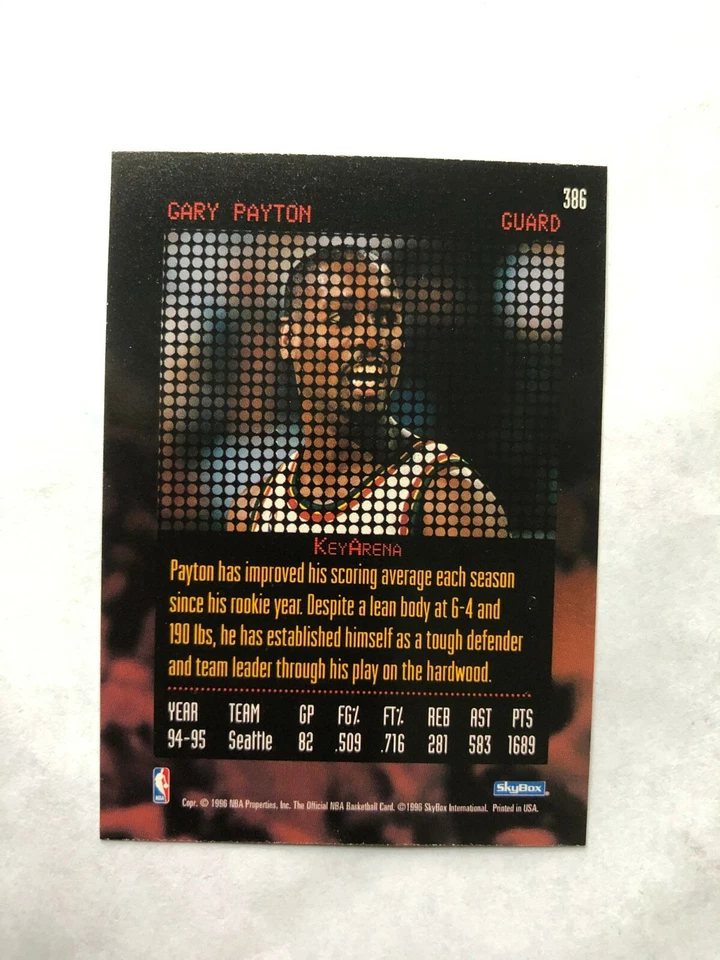 386
GARY PAYTON GUARD
KEYARENA
Payton has improved his scoring average each season
since his rookie year. Despite a lean body at 6-4 and
190 lbs, he has established himself as a tough defender
and team leader through his play on the hardwood.
YEAR TEAM GP FG% FT% REB AST PTS
94-95 Seattle 82 .509 .716 281 583 1689
NBA
SkyBox
Copr. © 1996 NBA Properties, Inc. The Official NBA Basketball Card. © 1996 SkyBox International. Printed in USA.